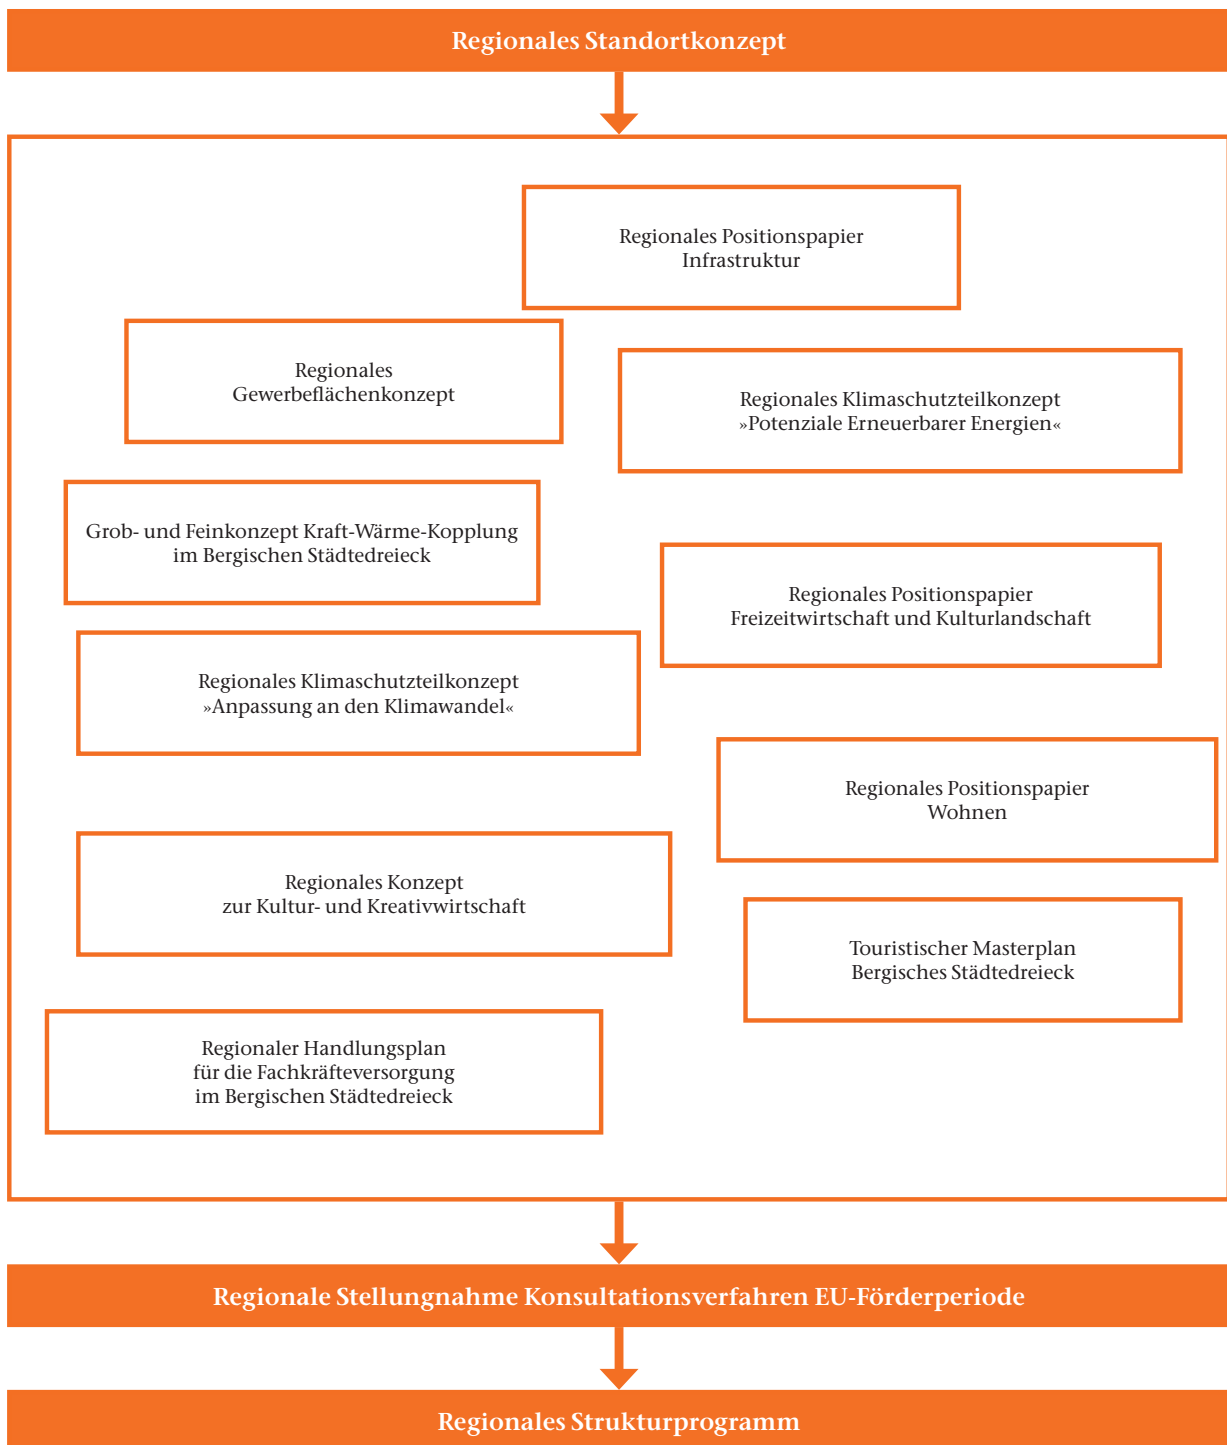 Regionales Standortkonzept
Regionales Positionspapier
Infrastruktur
Regionales
Gewerbeflächenkonzept
Regionales Klimaschutzteilkonzept
»Potenziale Erneuerbarer Energien«
Grob- und Feinkonzept Kraft-Wärme-Kopplung
im Bergischen Städtedreieck
Regionales Positionspapier
Freizeitwirtschaft und Kulturlandschaft
Regionales Klimaschutzteilkonzept
»Anpassung an den Klimawandel«
Regionales Positionspapier
Wohnen
Regionales Konzept
zur Kultur- und Kreativwirtschaft
Touristischer Masterplan
Bergisches Städtedreieck
Regionaler Handlungsplan
für die Fachkräfteversorgung
im Bergischen Städtedreieck
Regionale Stellungnahme Konsultationsverfahren EU-Förderperiode
Regionales Strukturprogramm